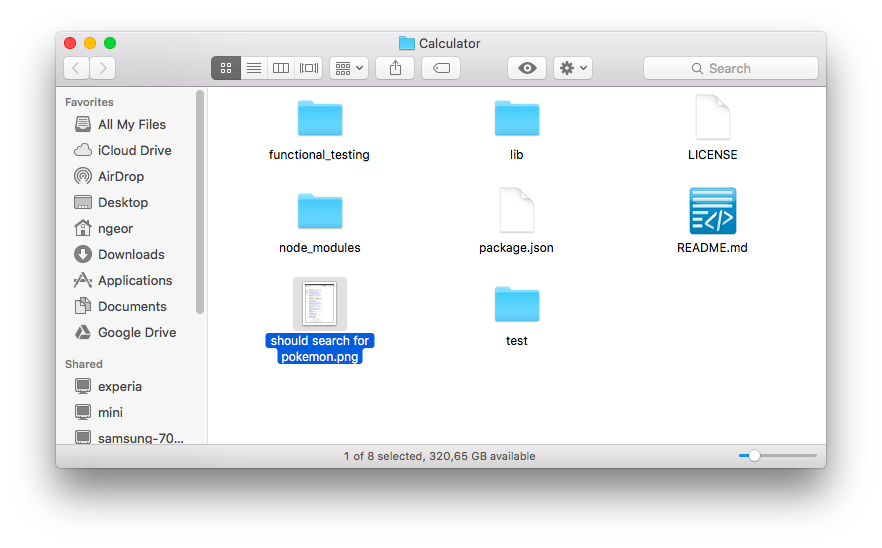 Calculator
Search
Favorites
All My Files
iCloud Drive
AirDrop
Desktop
ngeor
Downloads
Applications
Documents
Google Drive
Shared
experia
mini
samsung-70...
functional_testing
lib
LICENSE
node_modules
package.json
README.md
should search for
pokemon.png
test
1 of 8 selected, 320,65 GB available